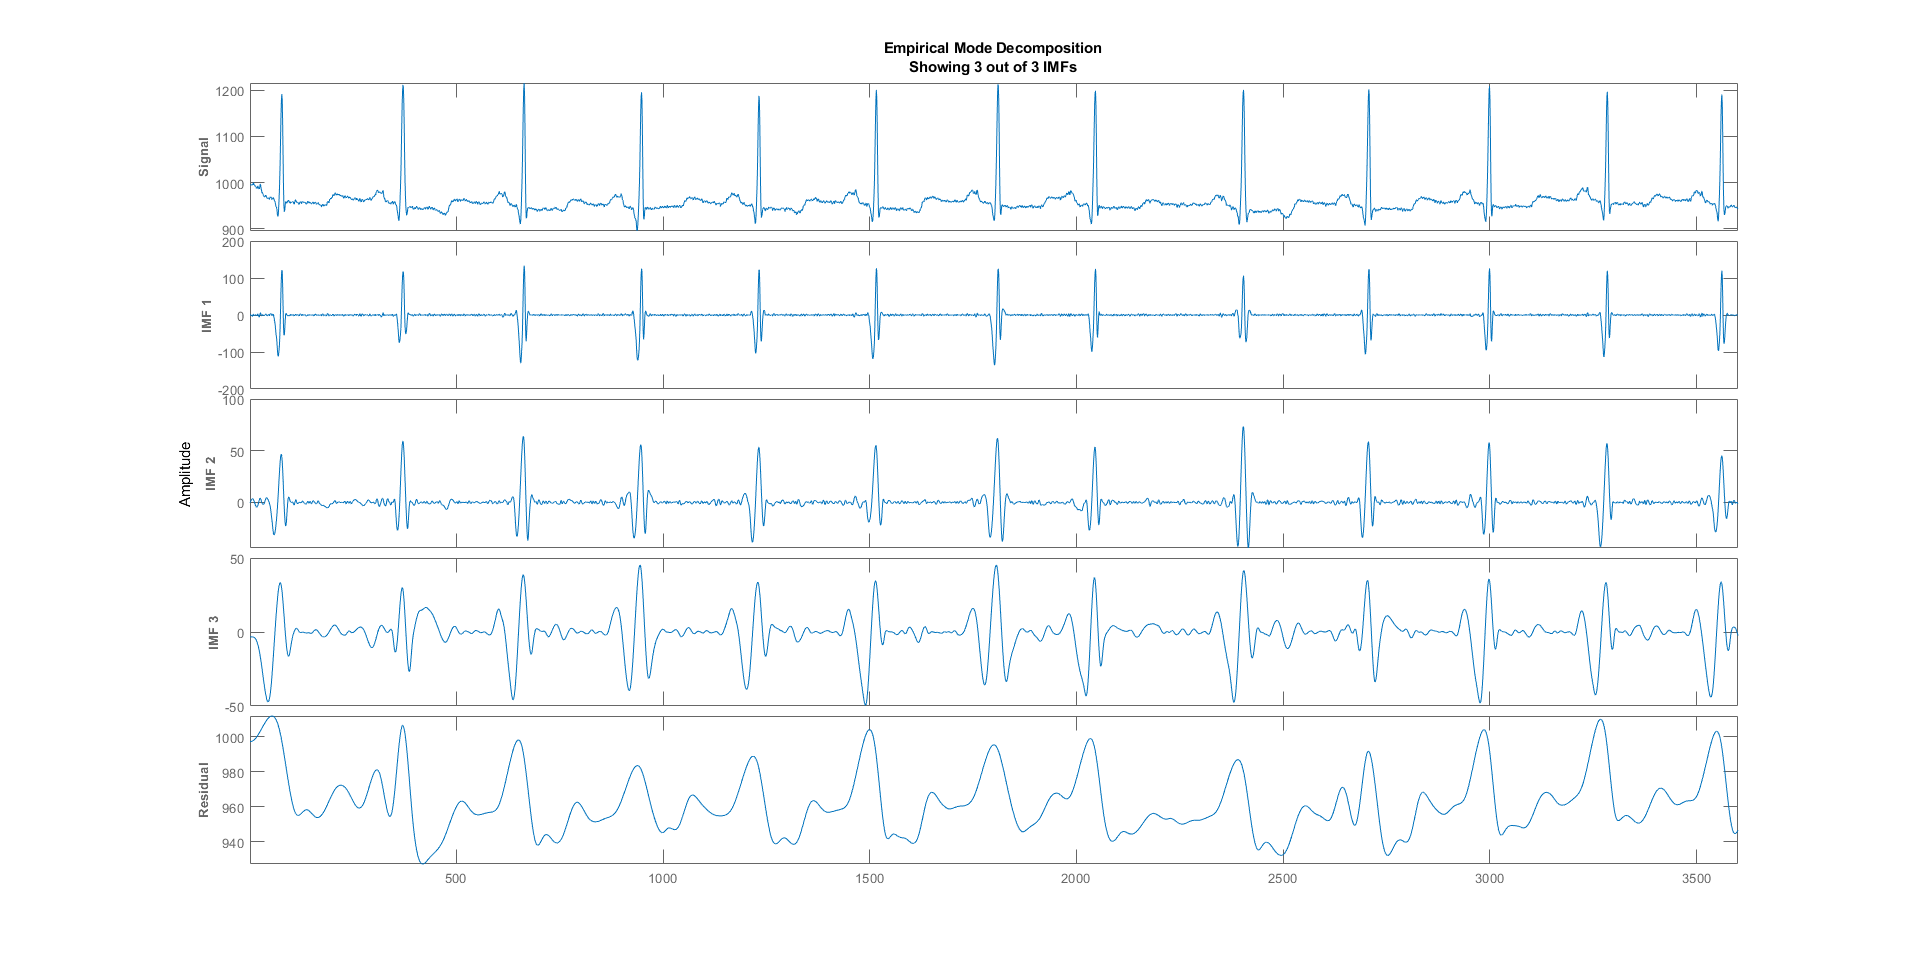 Empirical Mode Decomposition
Showing 3 out of 3 IMFs
Amplitude
Signal
1200
1100
1000
900
IMF 1
200
100
0
-100
-200
IMF 2
100
50
0
IMF 3
50
0
-50
Residual
1000
980
960
940
500 1000 1500 2000 2500 3000 3500